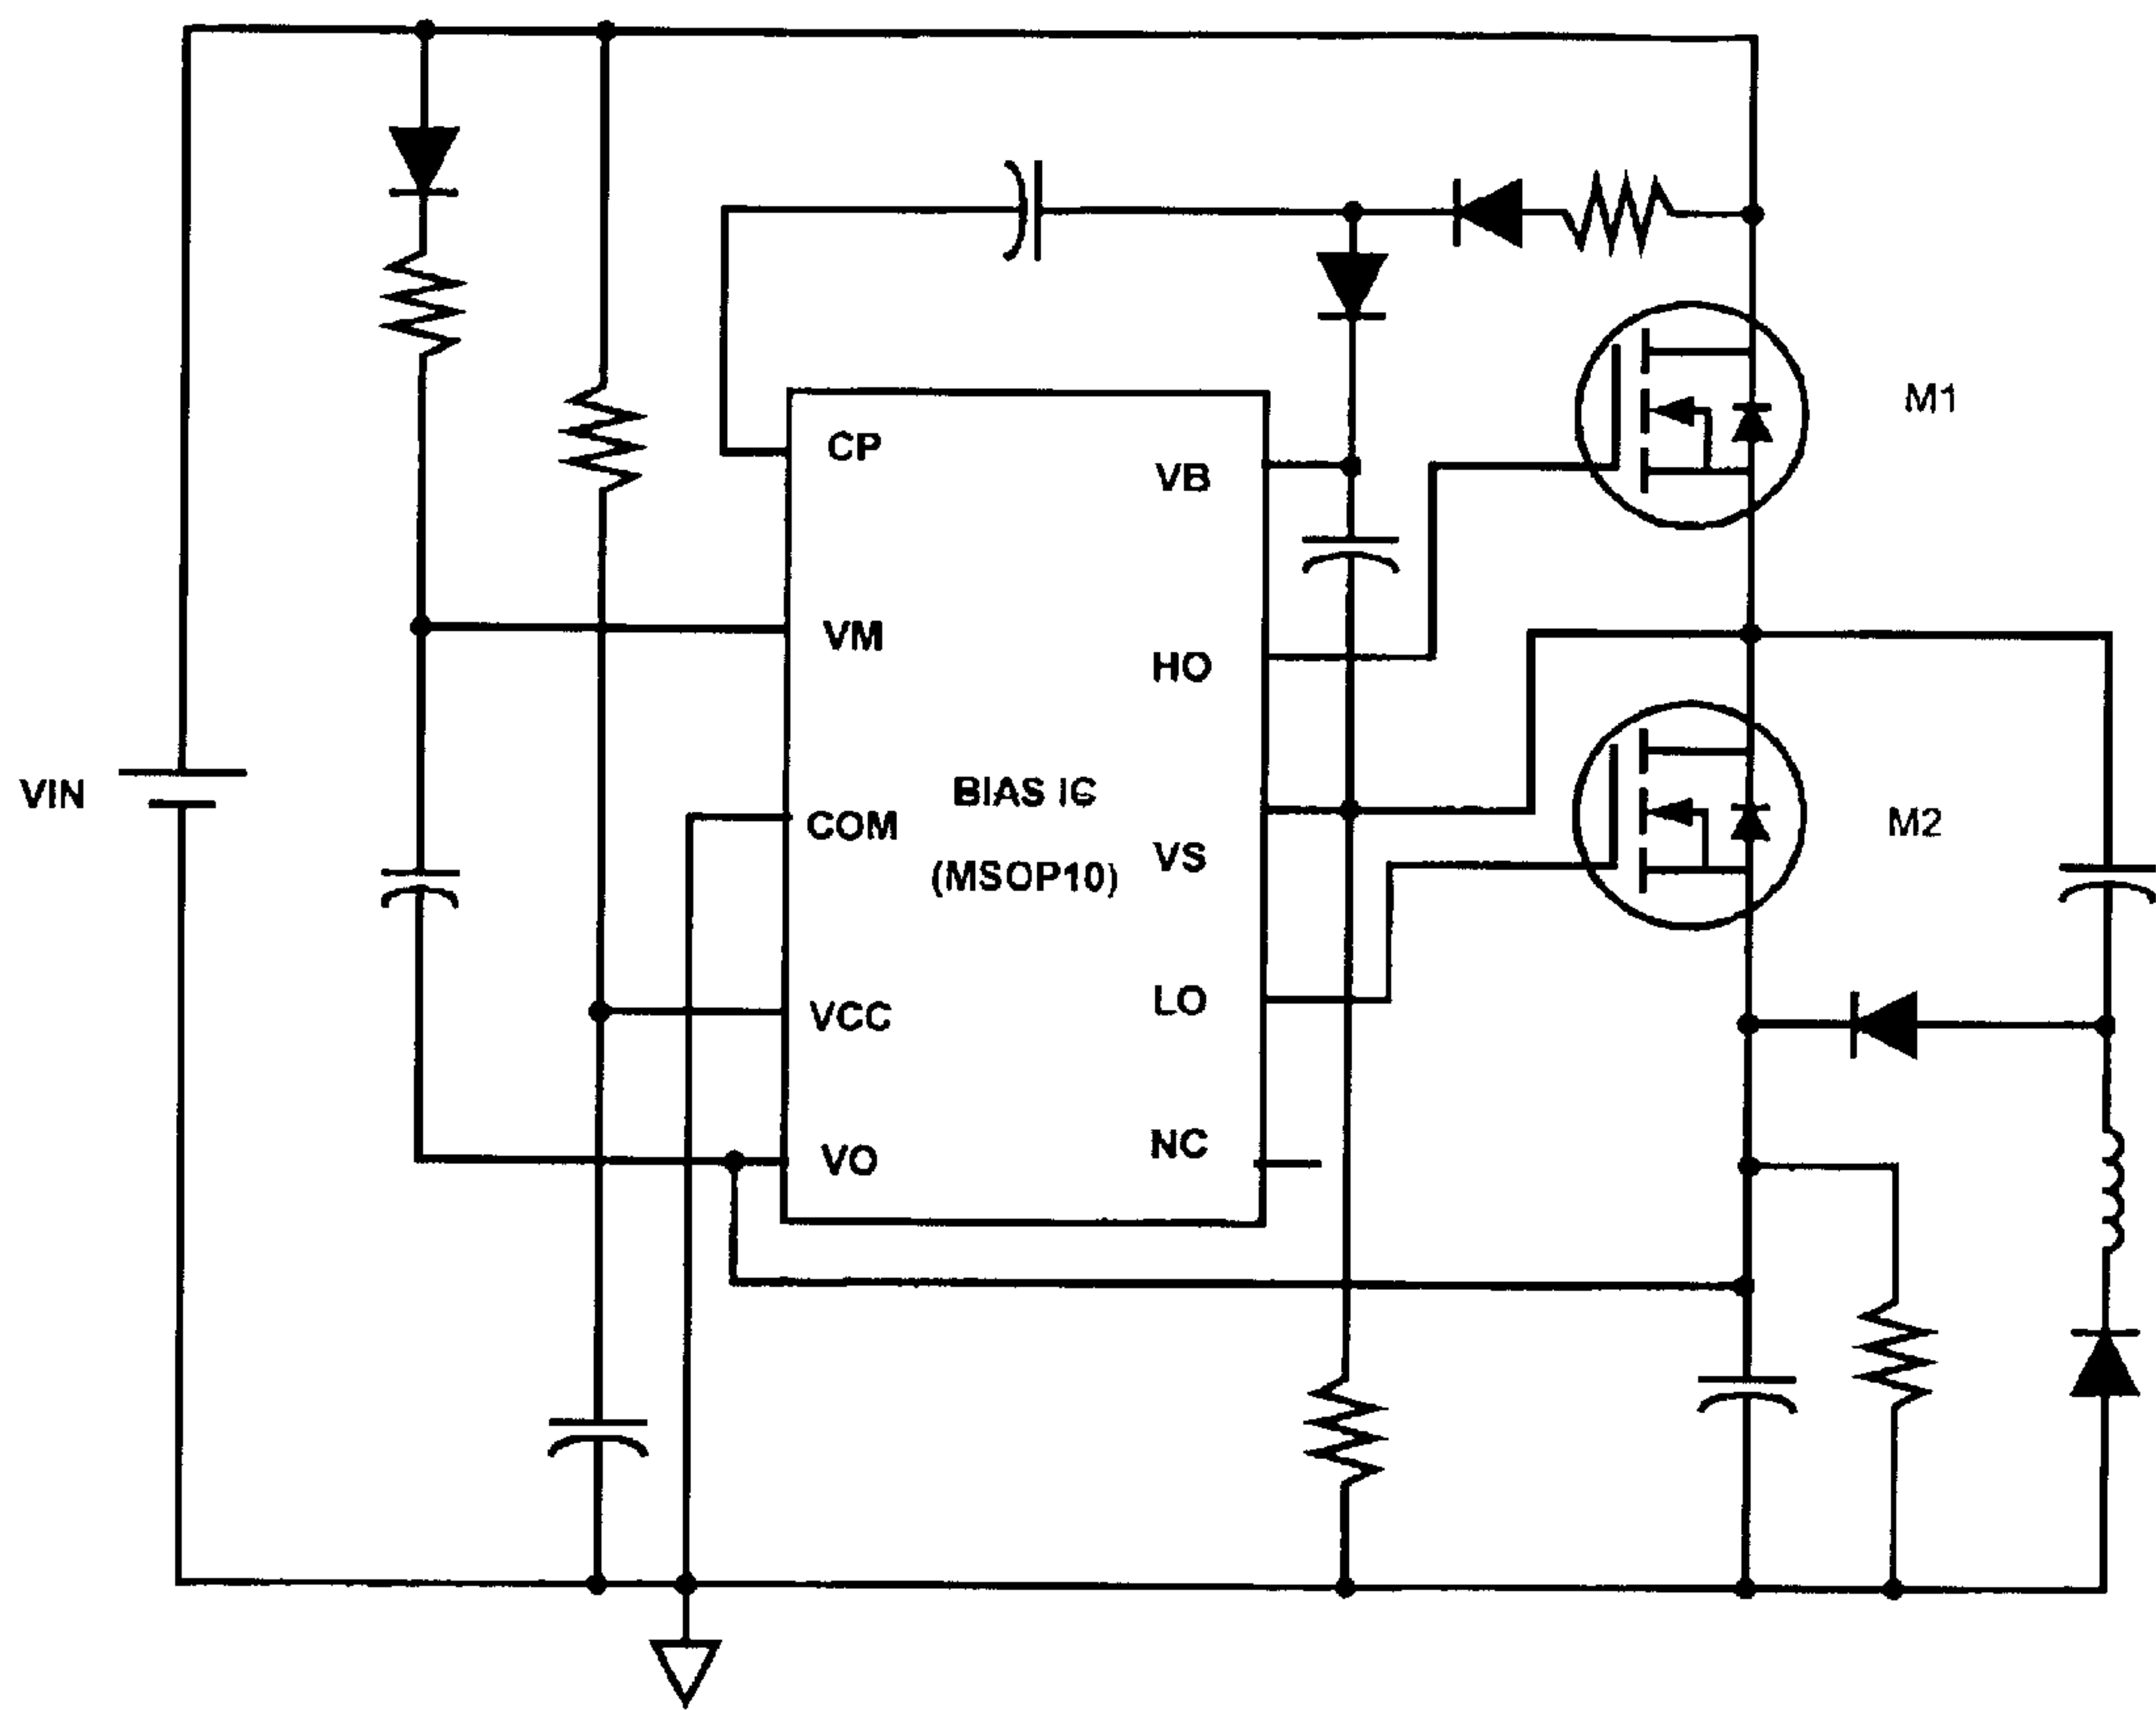 M1
CP
VB
VM
HO
VIN
BIAS IC
M2
COM
VS
(MSOP10)
VCC
LO
VO
NC